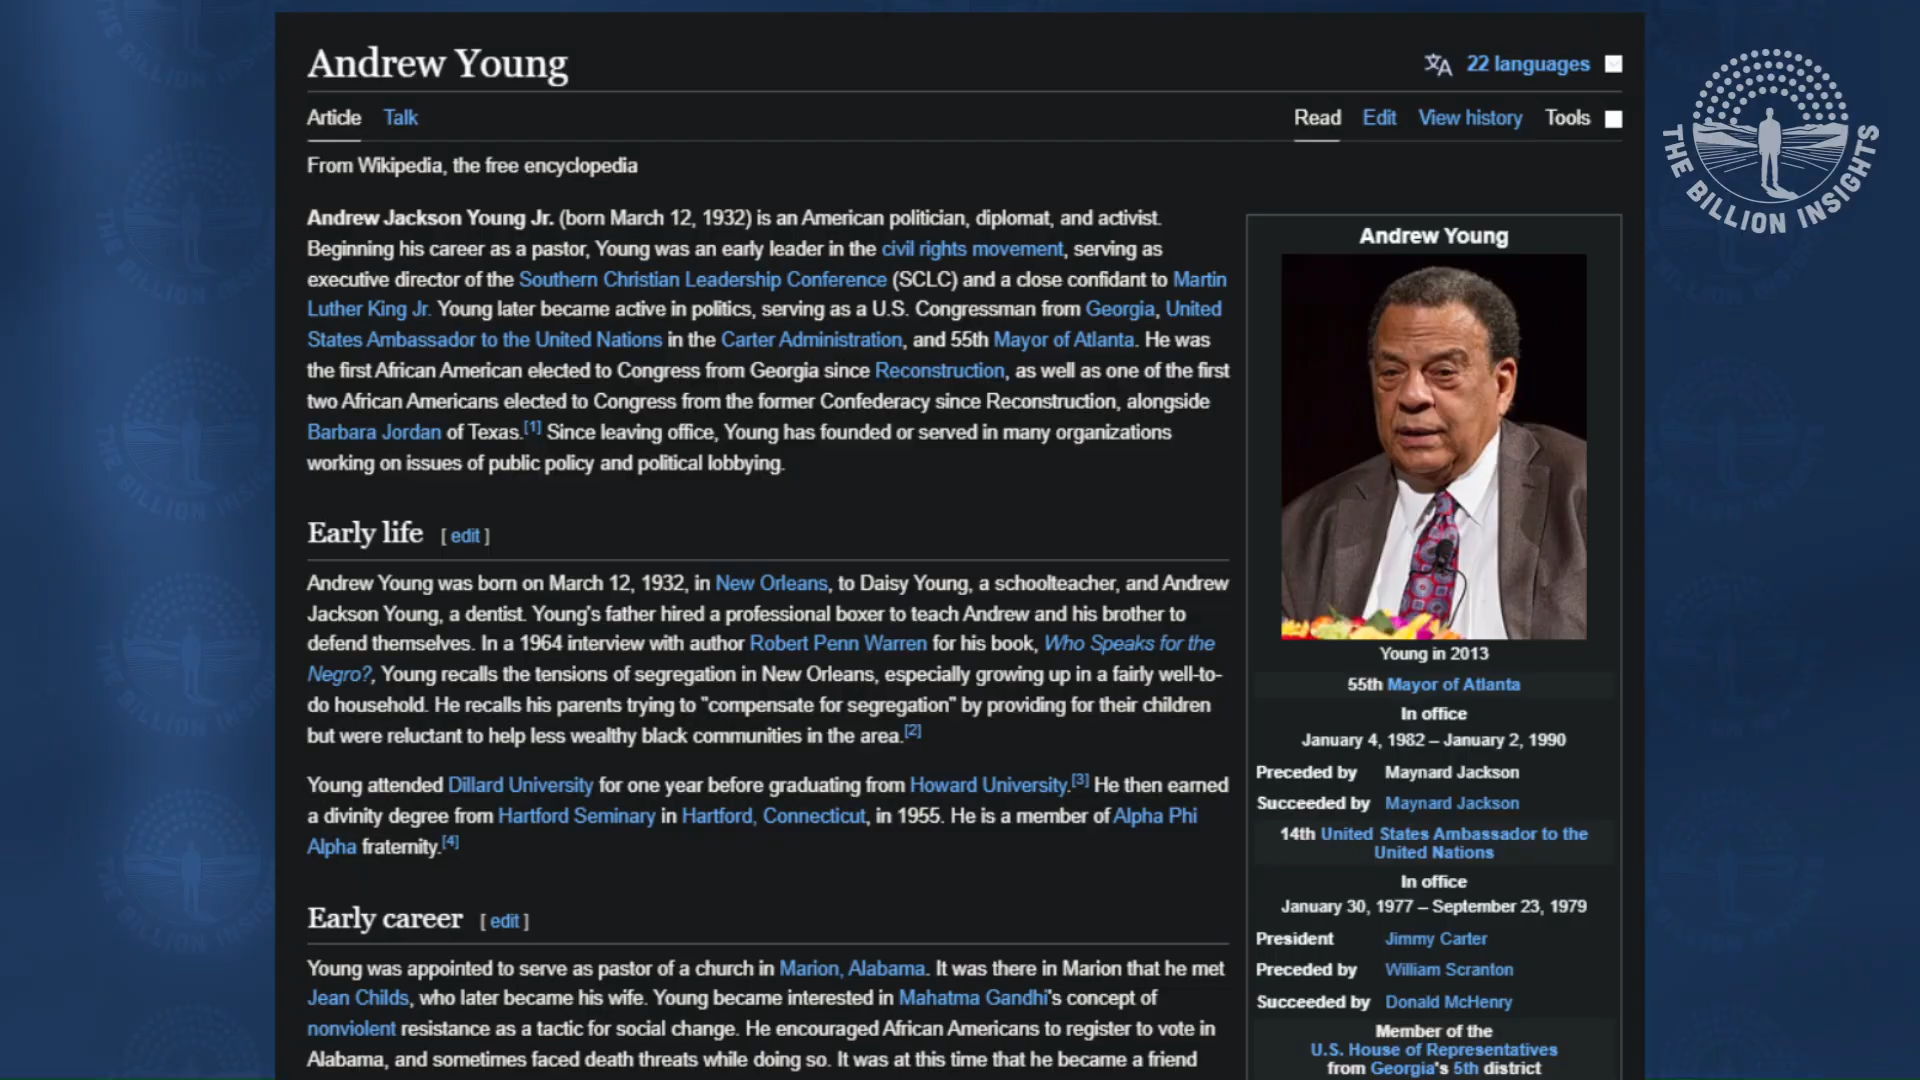 Andrew Young
22 languages
Article Talk
Read Edit View history Tools
From Wikipedia, the free encyclopedia
Andrew Jackson Young Jr. (born March 12, 1932) is an American politician, diplomat, and activist.
Beginning his career as a pastor, Young was an early leader in the civil rights movement, serving as
executive director of the Southern Christian Leadership Conference (SCLC) and a close confidant to Martin
Luther King Jr. Young later became active in politics, serving as a U.S. Congressman from Georgia, United
States Ambassador to the United Nations in the Carter Administration, and 55th Mayor of Atlanta. He was
the first African American elected to Congress from Georgia since Reconstruction, as well as one of the first
two African Americans elected to Congress from the former Confederacy since Reconstruction, alongside
Barbara Jordan of Texas.[1] Since leaving office, Young has founded or served in many organizations
working on issues of public policy and political lobbying.
Early life [ edit ]
Andrew Young was born on March 12, 1932, in New Orleans, to Daisy Young, a schoolteacher, and Andrew
Jackson Young, a dentist. Young's father hired a professional boxer to teach Andrew and his brother to
defend themselves. In a 1964 interview with author Robert Penn Warren for his book, Who Speaks for the
Negro?, Young recalls the tensions of segregation in New Orleans, especially growing up in a fairly well-to-
do household. He recalls his parents trying to "compensate for segregation" by providing for their children
but were reluctant to help less wealthy black communities in the area.[2]
Young attended Dillard University for one year before graduating from Howard University.[3] He then earned
a divinity degree from Hartford Seminary in Hartford, Connecticut, in 1955. He is a member of Alpha Phi
Alpha fraternity.[4]
Early career [ edit ]
Young was appointed to serve as pastor of a church in Marion, Alabama. It was there in Marion that he met
Jean Childs, who later became his wife. Young became interested in Mahatma Gandhi's concept of
nonviolent resistance as a tactic for social change. He encouraged African Americans to register to vote in
Alabama, and sometimes faced death threats while doing so. It was at this time that he became a friend
Andrew Young
Young in 2013
55th Mayor of Atlanta
In office
January 4, 1982 – January 2, 1990
Preceded by Maynard Jackson
Succeeded by Maynard Jackson
14th United States Ambassador to the
United Nations
In office
January 30, 1977 – September 23, 1979
President Jimmy Carter
Preceded by William Scranton
Succeeded by Donald McHenry
Member of the
U.S. House of Representatives
from Georgia's 5th district
THE BILLION INSIGHTS